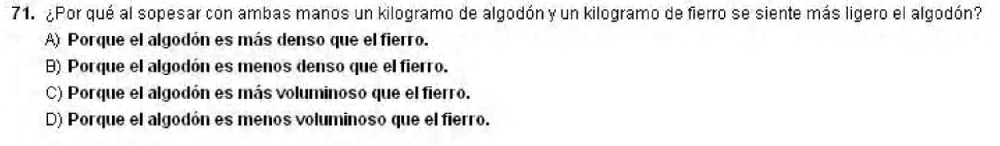 71. ¿Por qué al sopesar con ambas manos un kilogramo de algodón y un kilogramo de fierro se siente más ligero el algodón?
A) Porque el algodón es más denso que el fierro.
B) Porque el algodón es menos denso que el fierro.
C) Porque el algodón es más voluminoso que el fierro.
D) Porque el algodón es menos voluminoso que el fierro.